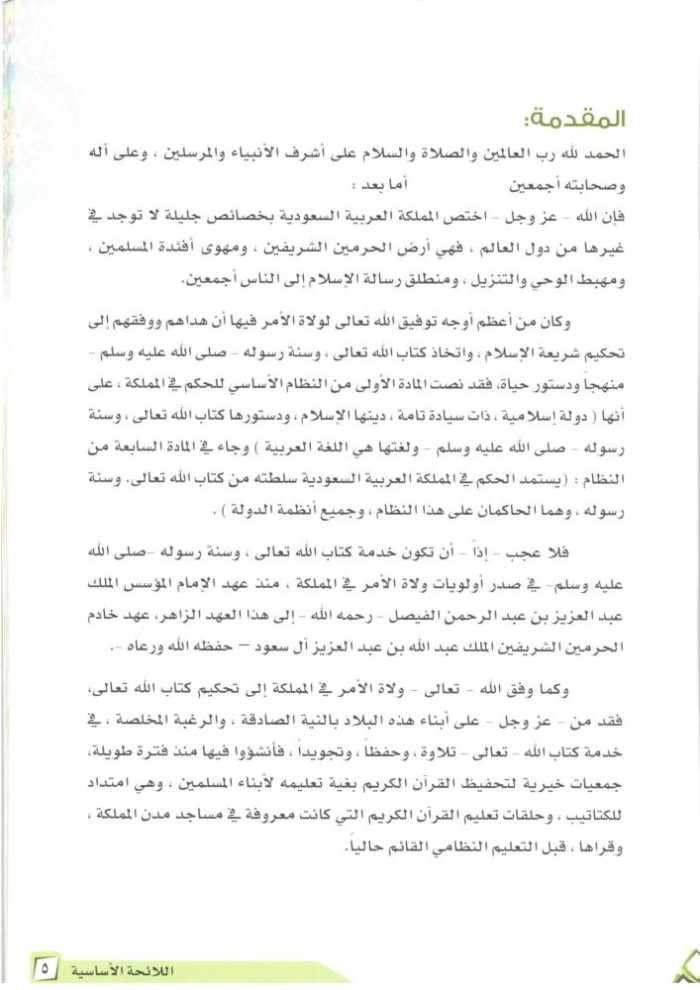 المقدمة:
الحمد لله رب العالمين والصلاة والسلام على أشرف الأنبياء والمرسلين ، وعلى آله
وصحابته أجمعين أما بعد :
فإن الله - عز وجل - اختص المملكة العربية السعودية بخصائص جليلة لا توجد في
غيرها من دول العالم ، فهي أرض الحرمين الشريفين ، ومهوى أفئدة المسلمين ،
ومهبط الوحي والتنزيل ، ومنطلق رسالة الإسلام إلى الناس أجمعين.
وكان من أعظم أوجه توفيق الله تعالى لولاة الأمر فيها أن هداهم ووفقهم إلى
تحكيم شريعة الإسلام ، واتخاذ كتاب الله تعالى ، وسنة رسوله - صلى الله عليه وسلم -
منهجاً ودستور حياة، فقد نصت المادة الأولى من النظام الأساسي للحكم في المملكة ، على
أنها ( دولة إسلامية ، ذات سيادة تامة ، دينها الإسلام ، ودستورها كتاب الله تعالى ، وسنة
رسوله - صلى الله عليه وسلم - ولغتها هي اللغة العربية ) وجاء في المادة السابعة من
النظام : (يستمد الحكم في المملكة العربية السعودية سلطته من كتاب الله تعالى. وسنة
رسوله ، وهما الحاكمان على هذا النظام ، وجميع أنظمة الدولة ) .
فلا عجب - إذاً - أن تكون خدمة كتاب الله تعالى ، وسنة رسوله -صلى الله
عليه وسلم- في صدر أولويات ولاة الأمر في المملكة ، منذ عهد الإمام المؤسس الملك
عبد العزيز بن عبد الرحمن الفيصل - رحمه الله - إلى هذا العهد الزاهر، عهد خادم
الحرمين الشريفين الملك عبد الله بن عبد العزيز آل سعود – حفظه الله ورعاه -.
وكما وفق الله - تعالى - ولاة الأمر في المملكة إلى تحكيم كتاب الله تعالى،
فقد من - عز وجل - على أبناء هذه البلاد بالنية الصادقة ، والرغبة المخلصة ، في
خدمة كتاب الله - تعالى - تلاوة ، وحفظاً ، وتجويداً ، فأنشؤوا فيها منذ فترة طويلة،
جمعيات خيرية لتحفيظ القرآن الكريم بغية تعليمه لأبناء المسلمين ، وهي امتداد
للكتاتيب ، وحلقات تعليم القرآن الكريم التي كانت معروفة في مساجد مدن المملكة ،
وقراها ، قبل التعليم النظامي القائم حالياً.
اللائحة الأساسية ٥